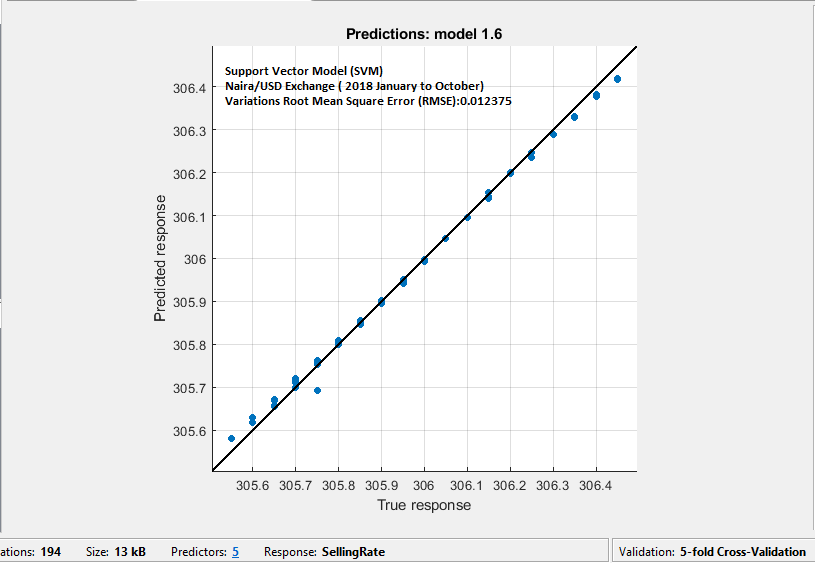 Predictions: model 1.6
Support Vector Model (SVM)
Naira/USD Exchange ( 2018 January to October)
Variations Root Mean Square Error (RMSE):0.012375
306.4
306.3
306.2
306.1
306
305.9
305.8
305.7
305.6
Predicted response
305.6 305.7 305.8 305.9 306 306.1 306.2 306.3 306.4
True response
ations: 194 Size: 13 kB Predictors: 5 Response: SellingRate Validation: 5-fold Cross-Validation